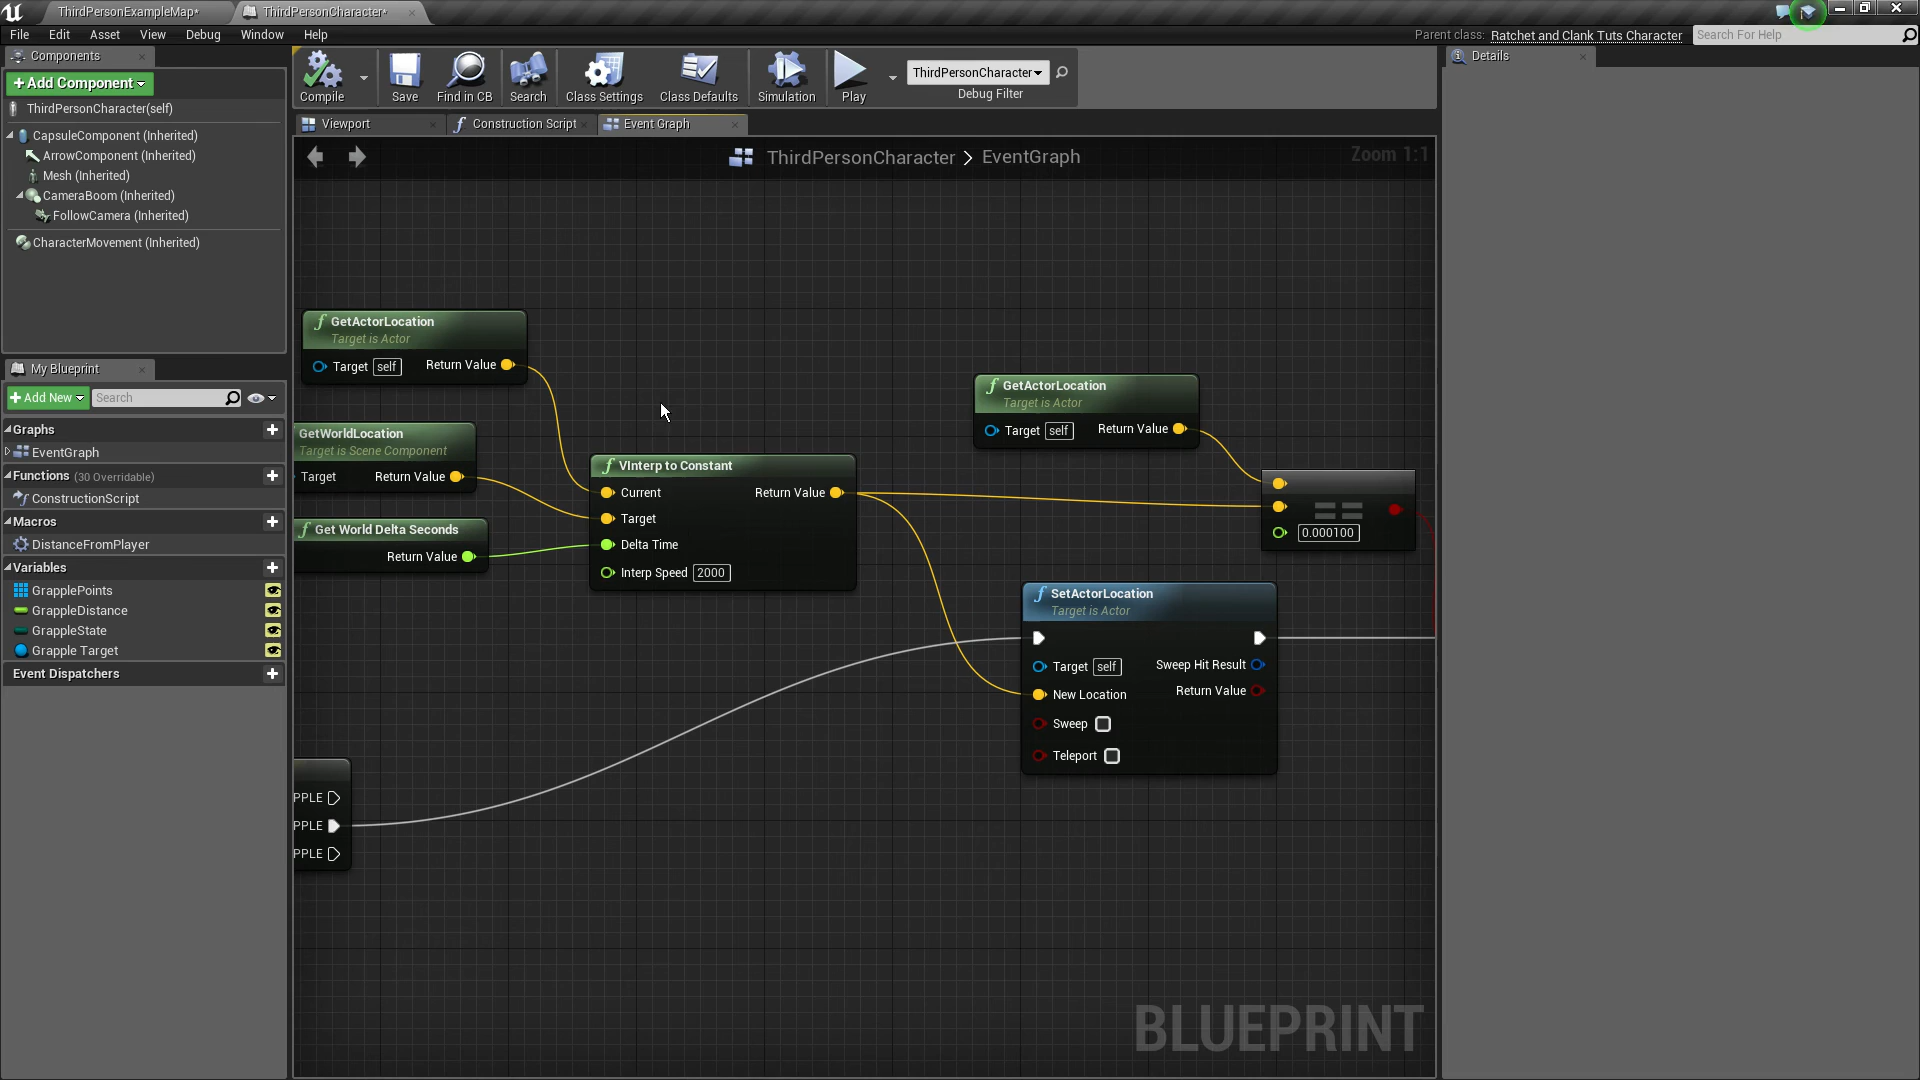 ThirdPersonExampleMap*
ThirdPersonCharacter*
File Edit Asset View Debug Window Help
Parent class: Ratchet and Clank Tuts Character
Search For Help
Components
+Add Component
ThirdPersonCharacter(self)
CapsuleComponent (Inherited)
ArrowComponent (Inherited)
Mesh (Inherited)
CameraBoom (Inherited)
FollowCamera (Inherited)
CharacterMovement (Inherited)
My Blueprint
+Add New
Search
Graphs
EventGraph
Functions (30 Overridable)
ConstructionScript
Macros
DistanceFromPlayer
Variables
GrapplePoints
GrappleDistance
GrappleState
Grapple Target
Event Dispatchers
Compile
Save
Find in CB
Search
Class Settings
Class Defaults
Simulation
Play
ThirdPersonCharacter
Debug Filter
Viewport
Construction Script
Event Graph
ThirdPersonCharacter > EventGraph
Zoom 1:1
GetActorLocation
Target is Actor
Target self Return Value
GetWorldLocation
Target is Scene Component
Target Return Value
Get World Delta Seconds
Return Value
VInterp to Constant
Current Return Value
Target
Delta Time
Interp Speed 2000
GetActorLocation
Target is Actor
Target self Return Value
==
0.000100
SetActorLocation
Target is Actor
Target self Sweep Hit Result
New Location Return Value
Sweep
Teleport
PPLE
PPLE
PPLE
BLUEPRINT
Details